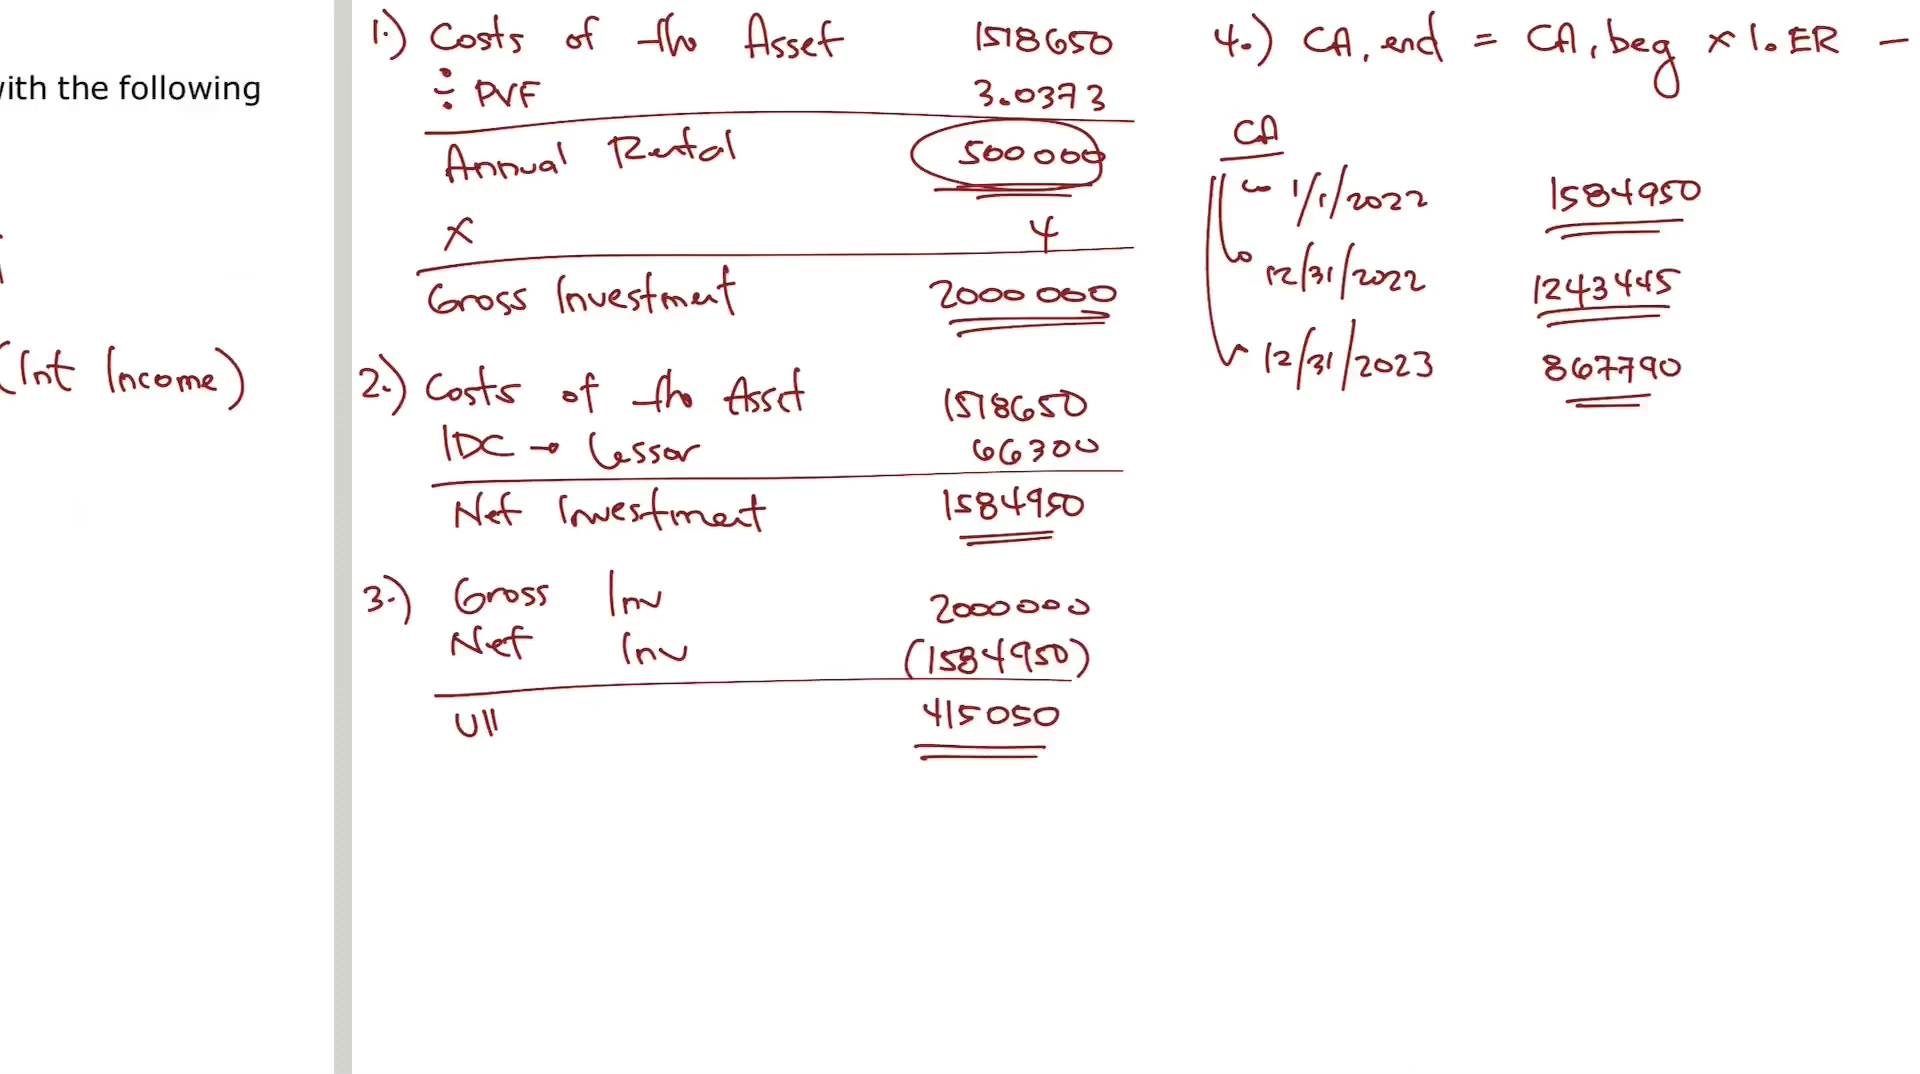 with the following
(Int Income)
1.) Costs of the Asset 1518650
÷ PVF 3.0373
Annual Rental 500000
x 4
Gross Investment 2000000
2.) Costs of the Asset 1518650
IDC → Lessor 66300
Net Investment 1584950
3.) Gross Inv 2000000
Net Inv (1584950)
UII 415050
4.) CA, end = CA, beg x 1.ER -
CA
1/1/2022 1584950
12/31/2022 1243445
12/31/2023 867790